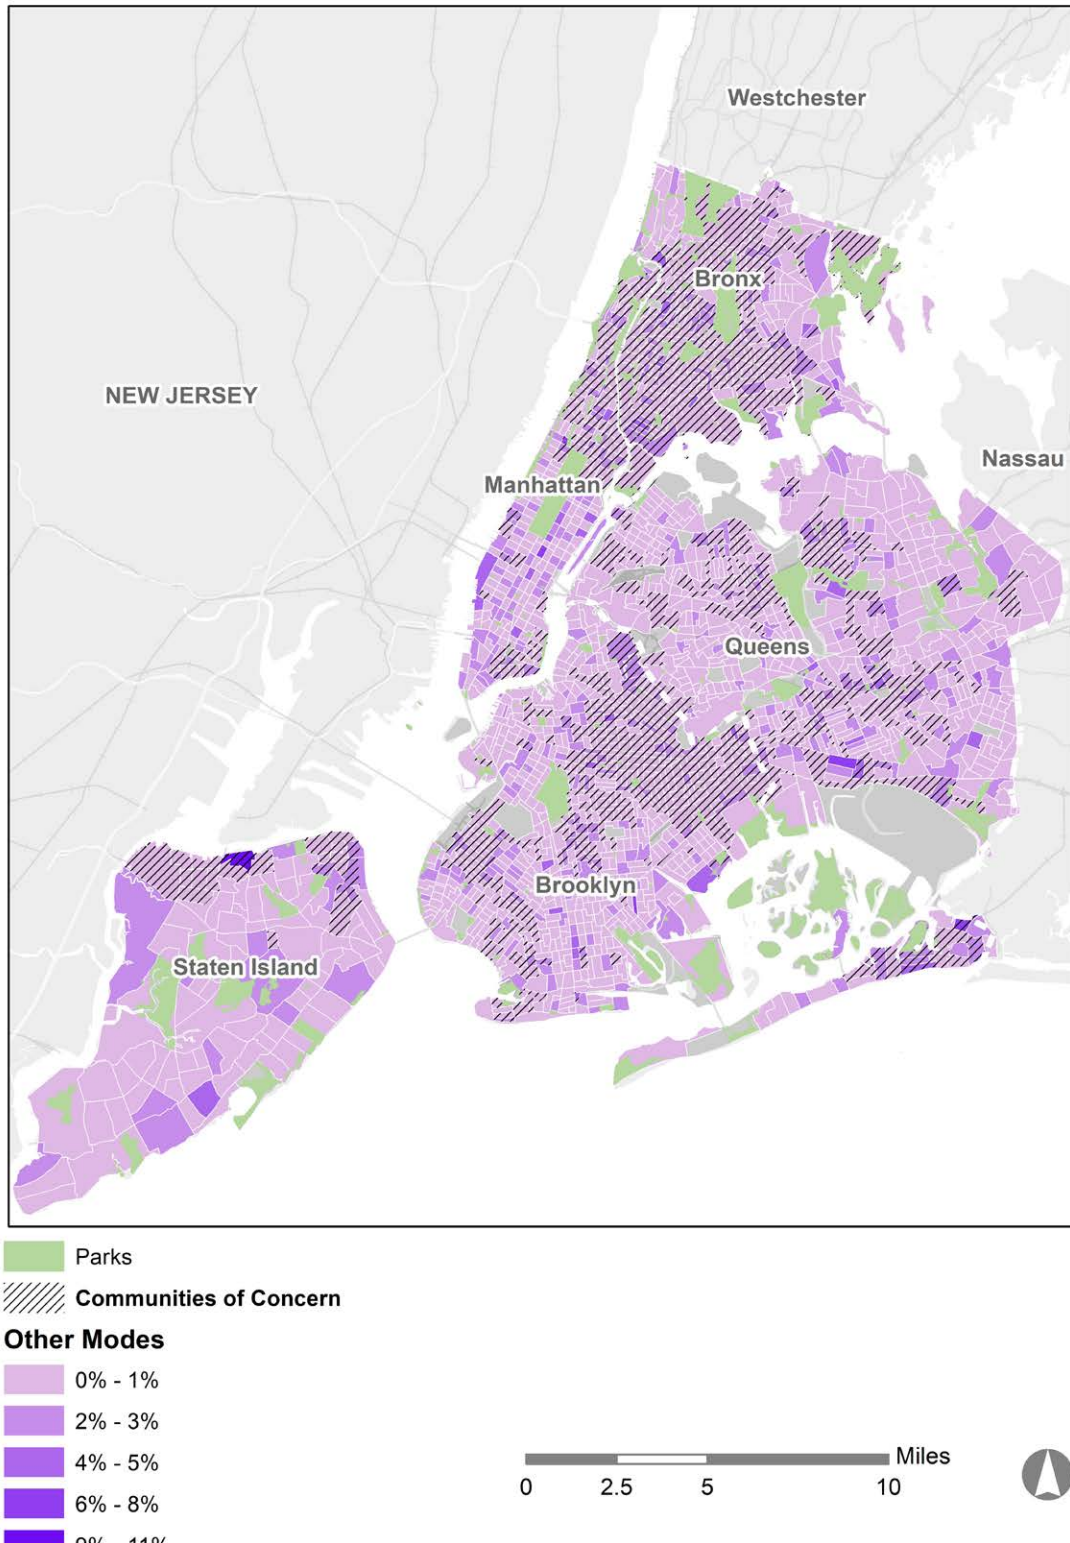 Westchester
Bronx
NEW JERSEY
Nassau
Manhattan
Queens
Brooklyn
Staten Island
Parks
Communities of Concern
Other Modes
0% - 1%
2% - 3%
4% - 5%
6% - 8%
Miles
0 2.5 5 10